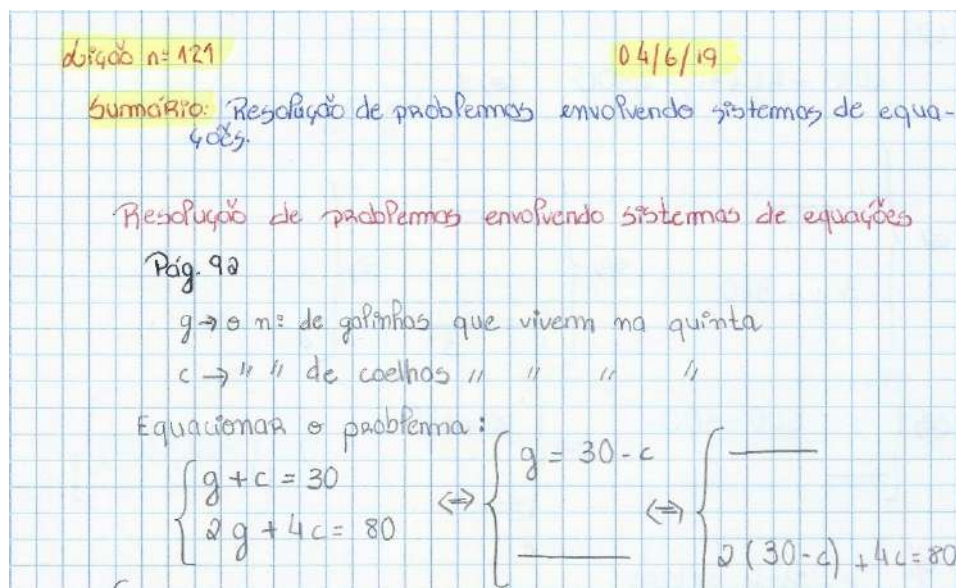 Lição nº 121 04/6/19
Sumário: Resolução de problemas envolvendo sistemas de equa-
ções.
Resolução de problemas envolvendo sistemas de equações
Pág. 92
g → o nº de galinhas que vivem na quinta
c → " " de coelhos " " " "
Equacionar o problema:
{ g + c = 30 ⇔ { g = 30 - c ⇔ { ———
{ 2g + 4c = 80 { ——— { 2(30-c) + 4c = 80